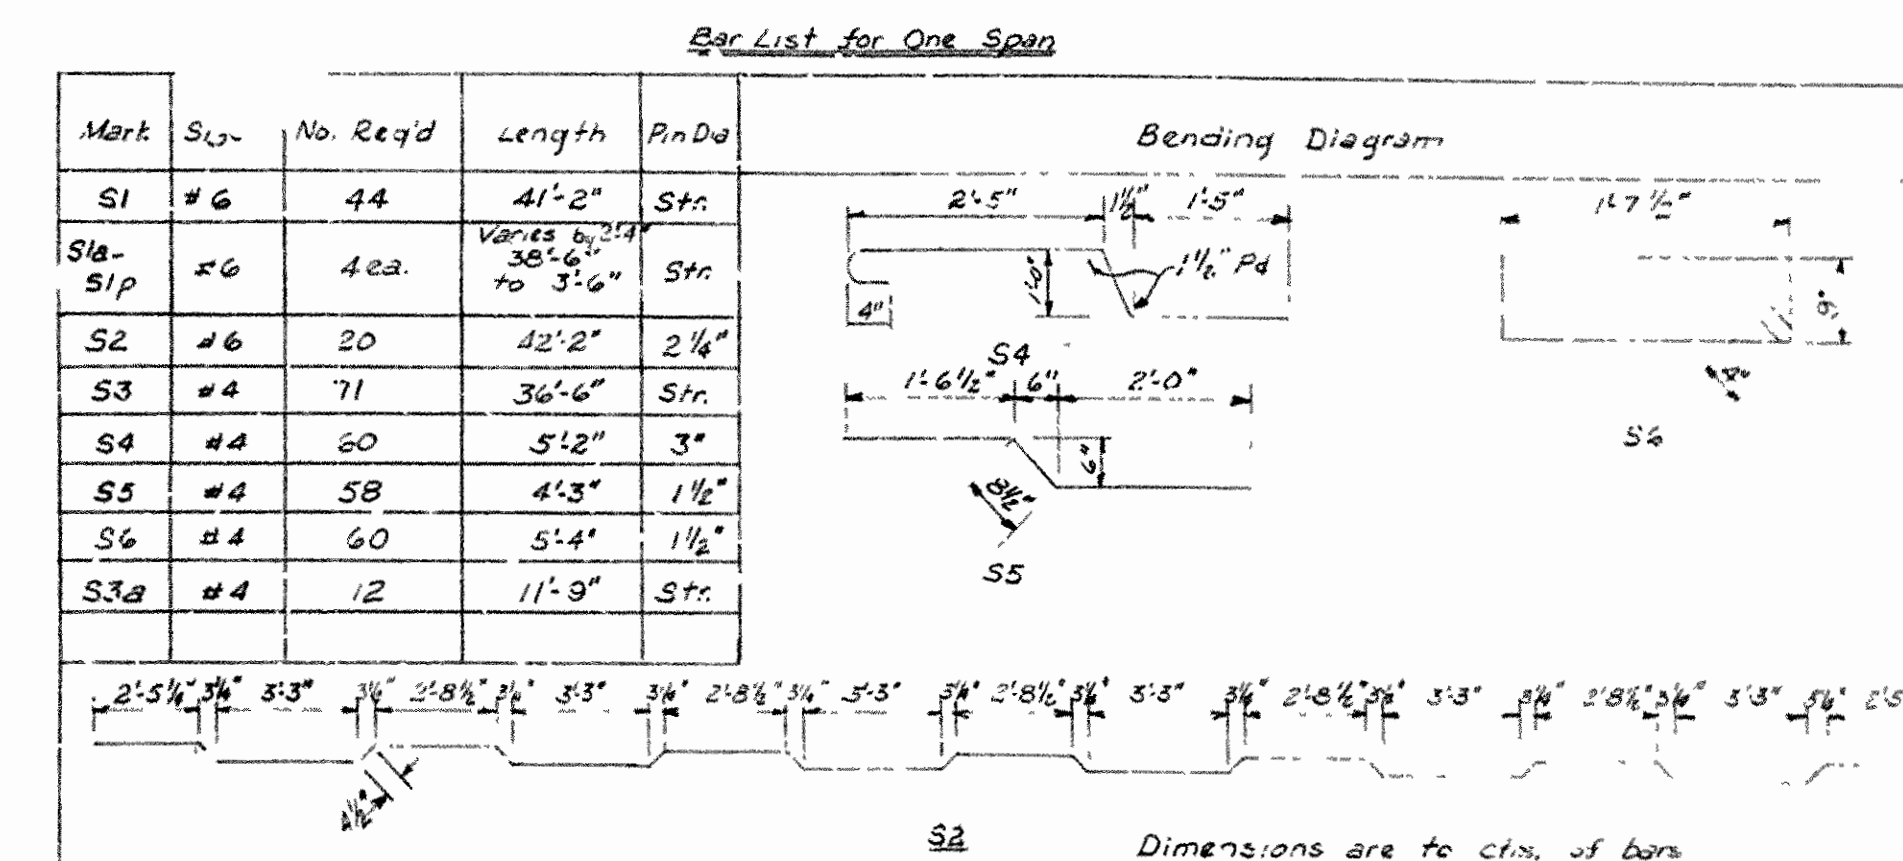 Bar List for One Span
Mark No. Req'd Length Pin Dia Bending Diagram
S1 #6 44 41'-2" Str.
S1a-S1p #6 4 ea. Varies by 2'-4" 38'-6" to 3'-6" Str.
S2 #6 20 42'-2" 2 1/4"
S3 #4 71 36'-6" Str.
S4 #4 60 5'-2" 3"
S5 #4 58 4'-3" 1 1/2"
S6 #4 60 5'-4" 1 1/2"
S3a #4 12 11'-9" Str.
2'-5" 1 1/2" 1'-5"
1'-0" 1 1/2" Pd
4"
S4
1'-6 1/2" 6" 2'-0"
6"
8 1/2"
S5
1'-7 1/2"
9"
S6
2'-5 1/4" 3 1/4" 3'-3" 3 1/4" 2'-8 1/2" 3 1/4" 3'-3" 3 1/4" 2'-8 1/2" 3 1/4" 3'-3" 3 1/4" 2'-8 1/2" 3 1/4" 3'-3" 3 1/4" 2'-8 1/2" 3 1/4" 3'-3" 3 1/4" 2'-8 1/2" 3 1/4" 3'-3" 3 1/4"
4 1/2"
S2
Dimensions are to ctrs. of bars